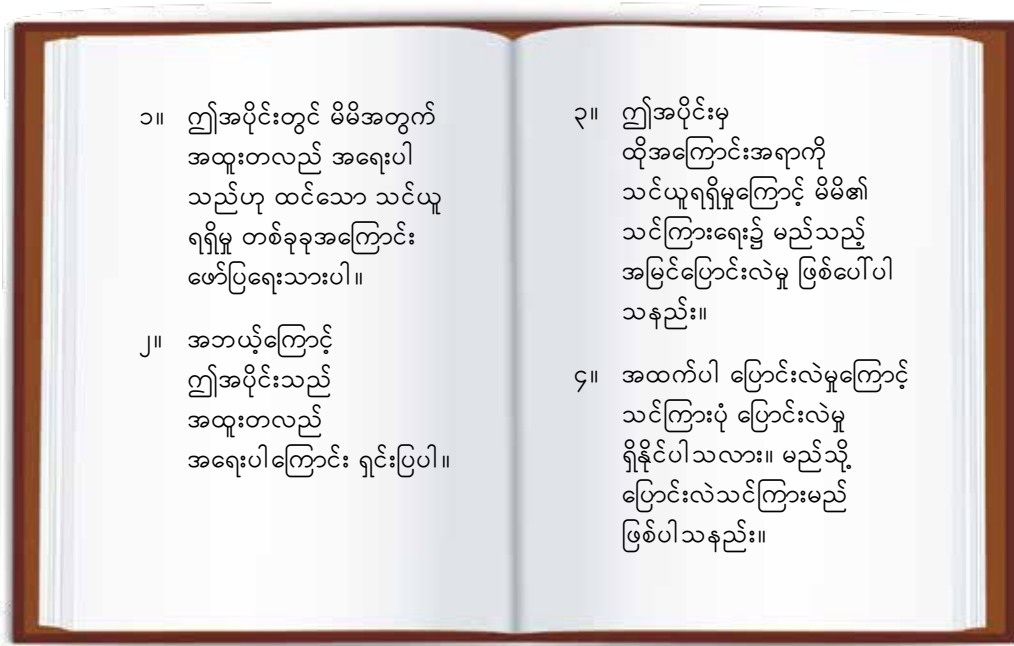 ၁။ ဤအပိုင်းတွင် မိမိအတွက်
အထူးတလည် အရေးပါ
သည်ဟု ထင်သော သင်ယူ
ရရှိမှု တစ်ခုခုအကြောင်း
ဖော်ပြရေးသားပါ။
၂။ အဘယ့်ကြောင့်
ဤအပိုင်းသည်
အထူးတလည်
အရေးပါကြောင်း ရှင်းပြပါ။
၃။ ဤအပိုင်းမှ
ထိုအကြောင်းအရာကို
သင်ယူရရှိမှုကြောင့် မိမိ၏
သင်ကြားရေး၌ မည်သည့်
အမြင်ပြောင်းလဲမှု ဖြစ်ပေါ်ပါ
သနည်း။
၄။ အထက်ပါ ပြောင်းလဲမှုကြောင့်
သင်ကြားပုံ ပြောင်းလဲမှု
ရှိနိုင်ပါသလား။ မည်သို့
ပြောင်းလဲသင်ကြားမည်
ဖြစ်ပါသနည်း။